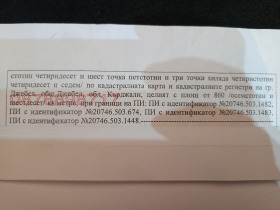 стотин четиридесет и шест точка петстотин и три точка хиляда четиристотин
четиридесет и седем/ по кадастралната карта и кадастралните регистри на гр.
Джебел, общ. Джебел, обл. Кърджали, целият с площ от 860 /осемстотин и
шестдесет/ кв.метра, при граници на ПИ: ПИ с идентификатор №20746.503.1482,
ПИ с идентификатор №20746.503.674, ПИ с идентификатор №20746.503.1483,
ПИ с идентификатор №20746.503.1448.